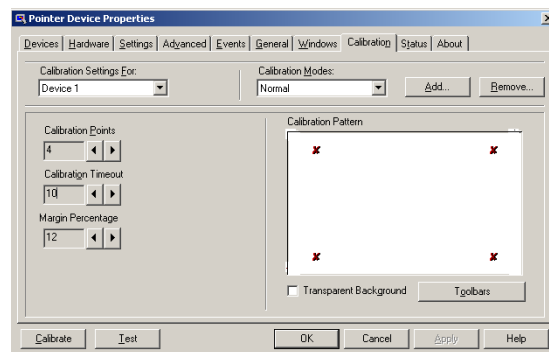 Pointer Device Properties
Devices Hardware Settings Advanced Events General Windows Calibration Status About
Calibration Settings For:
Calibration Modes:
Device 1
Normal
Add...
Remove...
Calibration Points
4
Calibration Timeout
10
Margin Percentage
12
Calibration Pattern
Transparent Background
Toolbars
Calibrate Test OK Cancel Apply Help